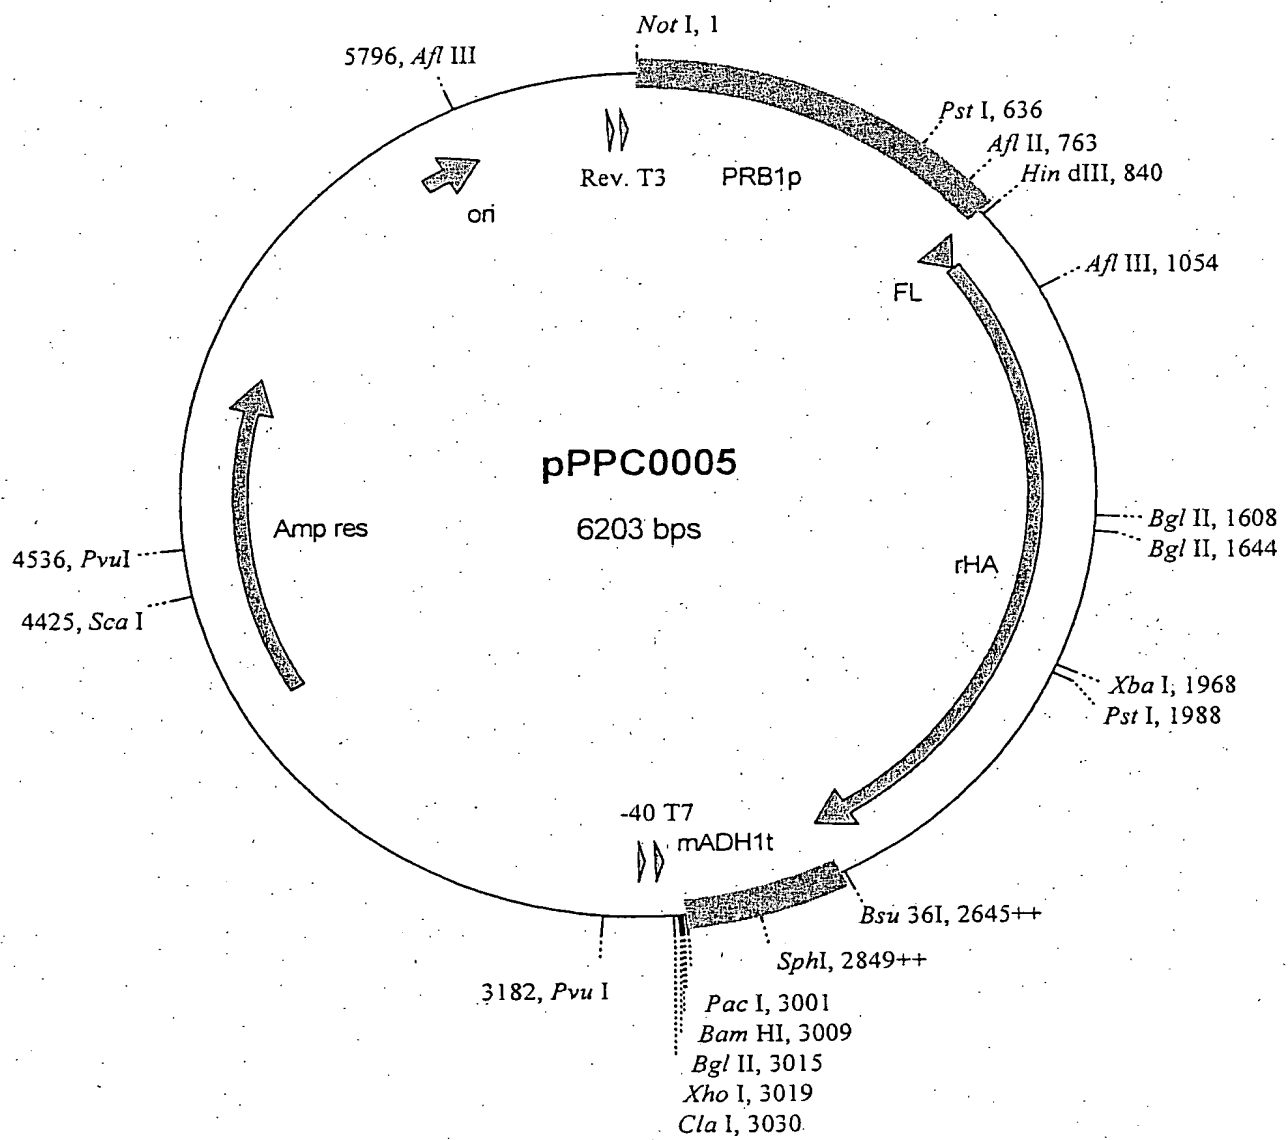 Not I, 1
5796, Afl III
Pst I, 636
Afl II, 763
Hin dIII, 840
Rev. T3
PRB1p
ori
Afl III, 1054
FL
pPPC0005
6203 bps
Amp res
Bgl II, 1608
Bgl II, 1644
4536, PvuI
rHA
4425, Sca I
Xba I, 1968
Pst I, 1988
-40 T7
mADH1t
Bsu 36I, 2645++
SphI, 2849++
3182, Pvu I
Pac I, 3001
Bam HI, 3009
Bgl II, 3015
Xho I, 3019
Cla I, 3030